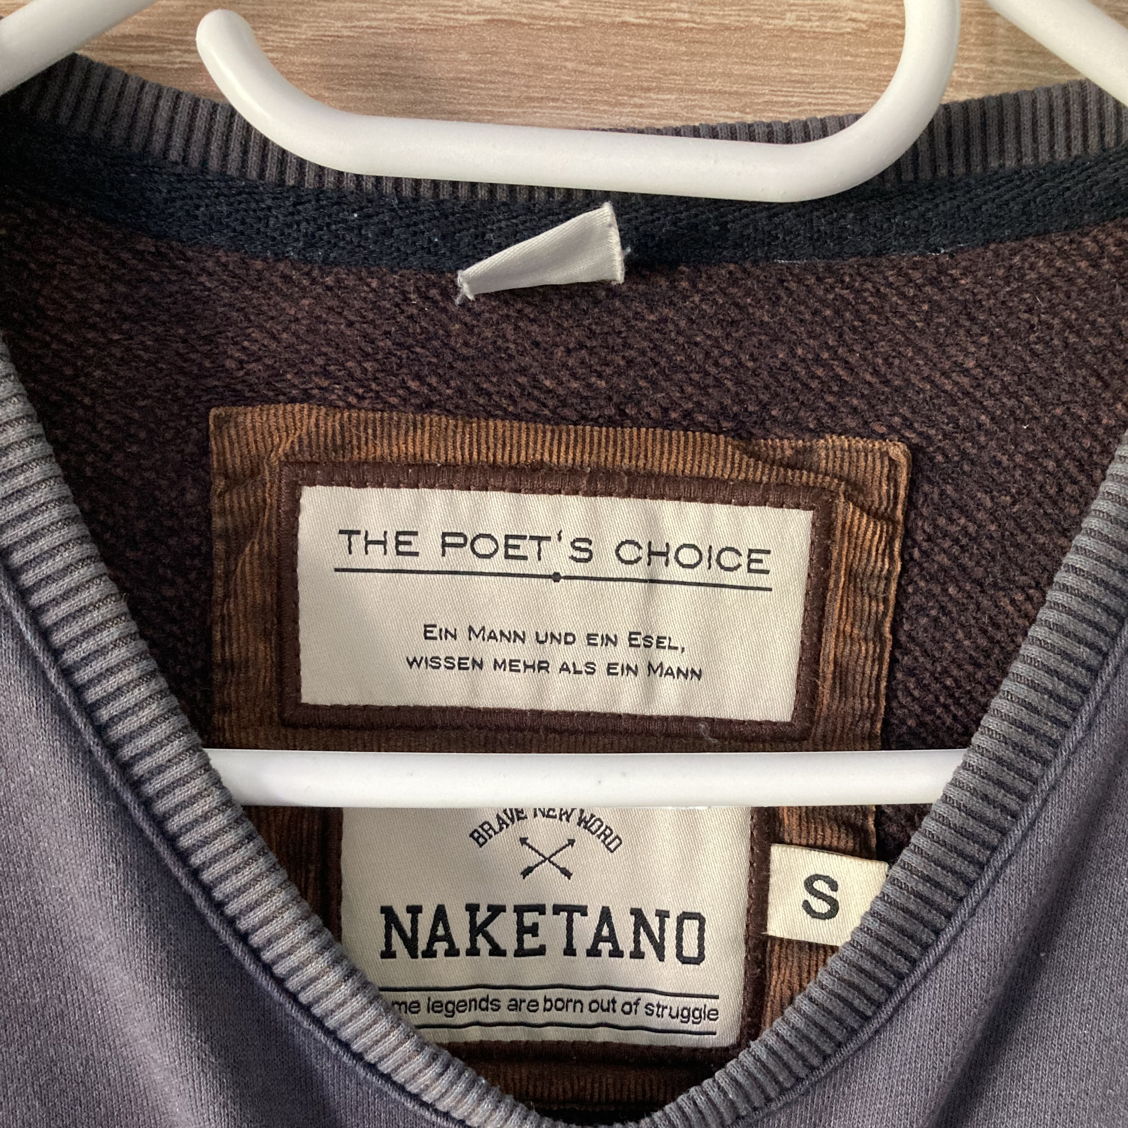 THE POET'S CHOICE
EIN MANN UND EIN ESEL,
WISSEN MEHR ALS EIN MANN
BRAVE NEW WORD
NAKETANO
S
me legends are born out of struggle